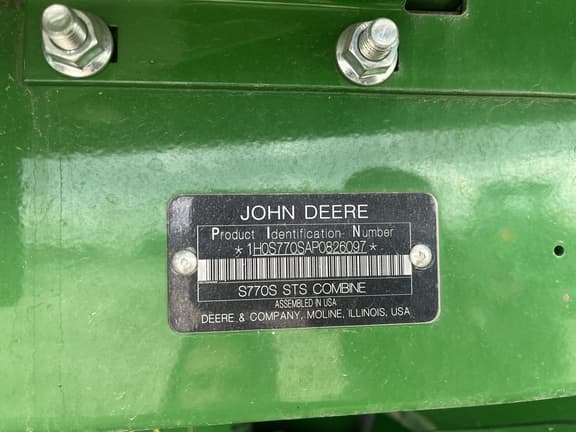 JOHN DEERE
Product Identification Number
*1H0S770SAP0826097*
S770S STS COMBINE
ASSEMBLED IN USA
DEERE & COMPANY, MOLINE, ILLINOIS, USA